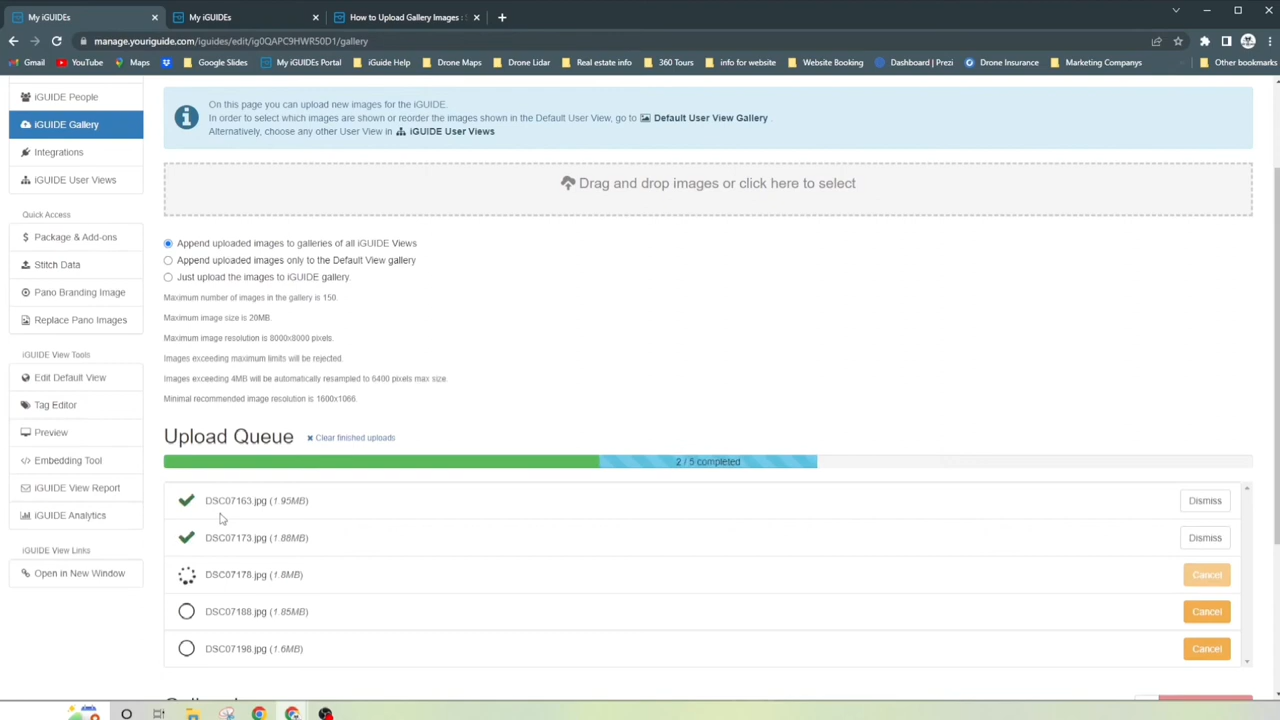 My iGUIDEs
My iGUIDEs
How to Upload Gallery Images :
manage.youriguide.com/iguides/edit/ig0QAPC9HWR50D1/gallery
Gmail YouTube Maps Google Slides My iGUIDEs Portal iGuide Help Drone Maps Drone Lidar Real estate info 360 Tours info for website Website Booking Dashboard | Prezi Drone Insurance Marketing Companys Other bookmarks
iGUIDE People
iGUIDE Gallery
Integrations
iGUIDE User Views
Quick Access
Package & Add-ons
Stitch Data
Pano Branding Image
Replace Pano Images
iGUIDE View Tools
Edit Default View
Tag Editor
Preview
Embedding Tool
iGUIDE View Report
iGUIDE Analytics
iGUIDE View Links
Open in New Window
On this page you can upload new images for the iGUIDE.
In order to select which images are shown or reorder the images shown in the Default User View, go to Default User View Gallery .
Alternatively, choose any other User View in iGUIDE User Views
Drag and drop images or click here to select
Append uploaded images to galleries of all iGUIDE Views
Append uploaded images only to the Default View gallery
Just upload the images to iGUIDE gallery.
Maximum number of images in the gallery is 150.
Maximum image size is 20MB.
Maximum image resolution is 8000x8000 pixels.
Images exceeding maximum limits will be rejected.
Images exceeding 4MB will be automatically resampled to 6400 pixels max size.
Minimal recommended image resolution is 1600x1066.
Upload Queue Clear finished uploads
2 / 5 completed
DSC07163.jpg (1.95MB) Dismiss
DSC07173.jpg (1.88MB) Dismiss
DSC07178.jpg (1.8MB) Cancel
DSC07188.jpg (1.85MB) Cancel
DSC07198.jpg (1.6MB) Cancel